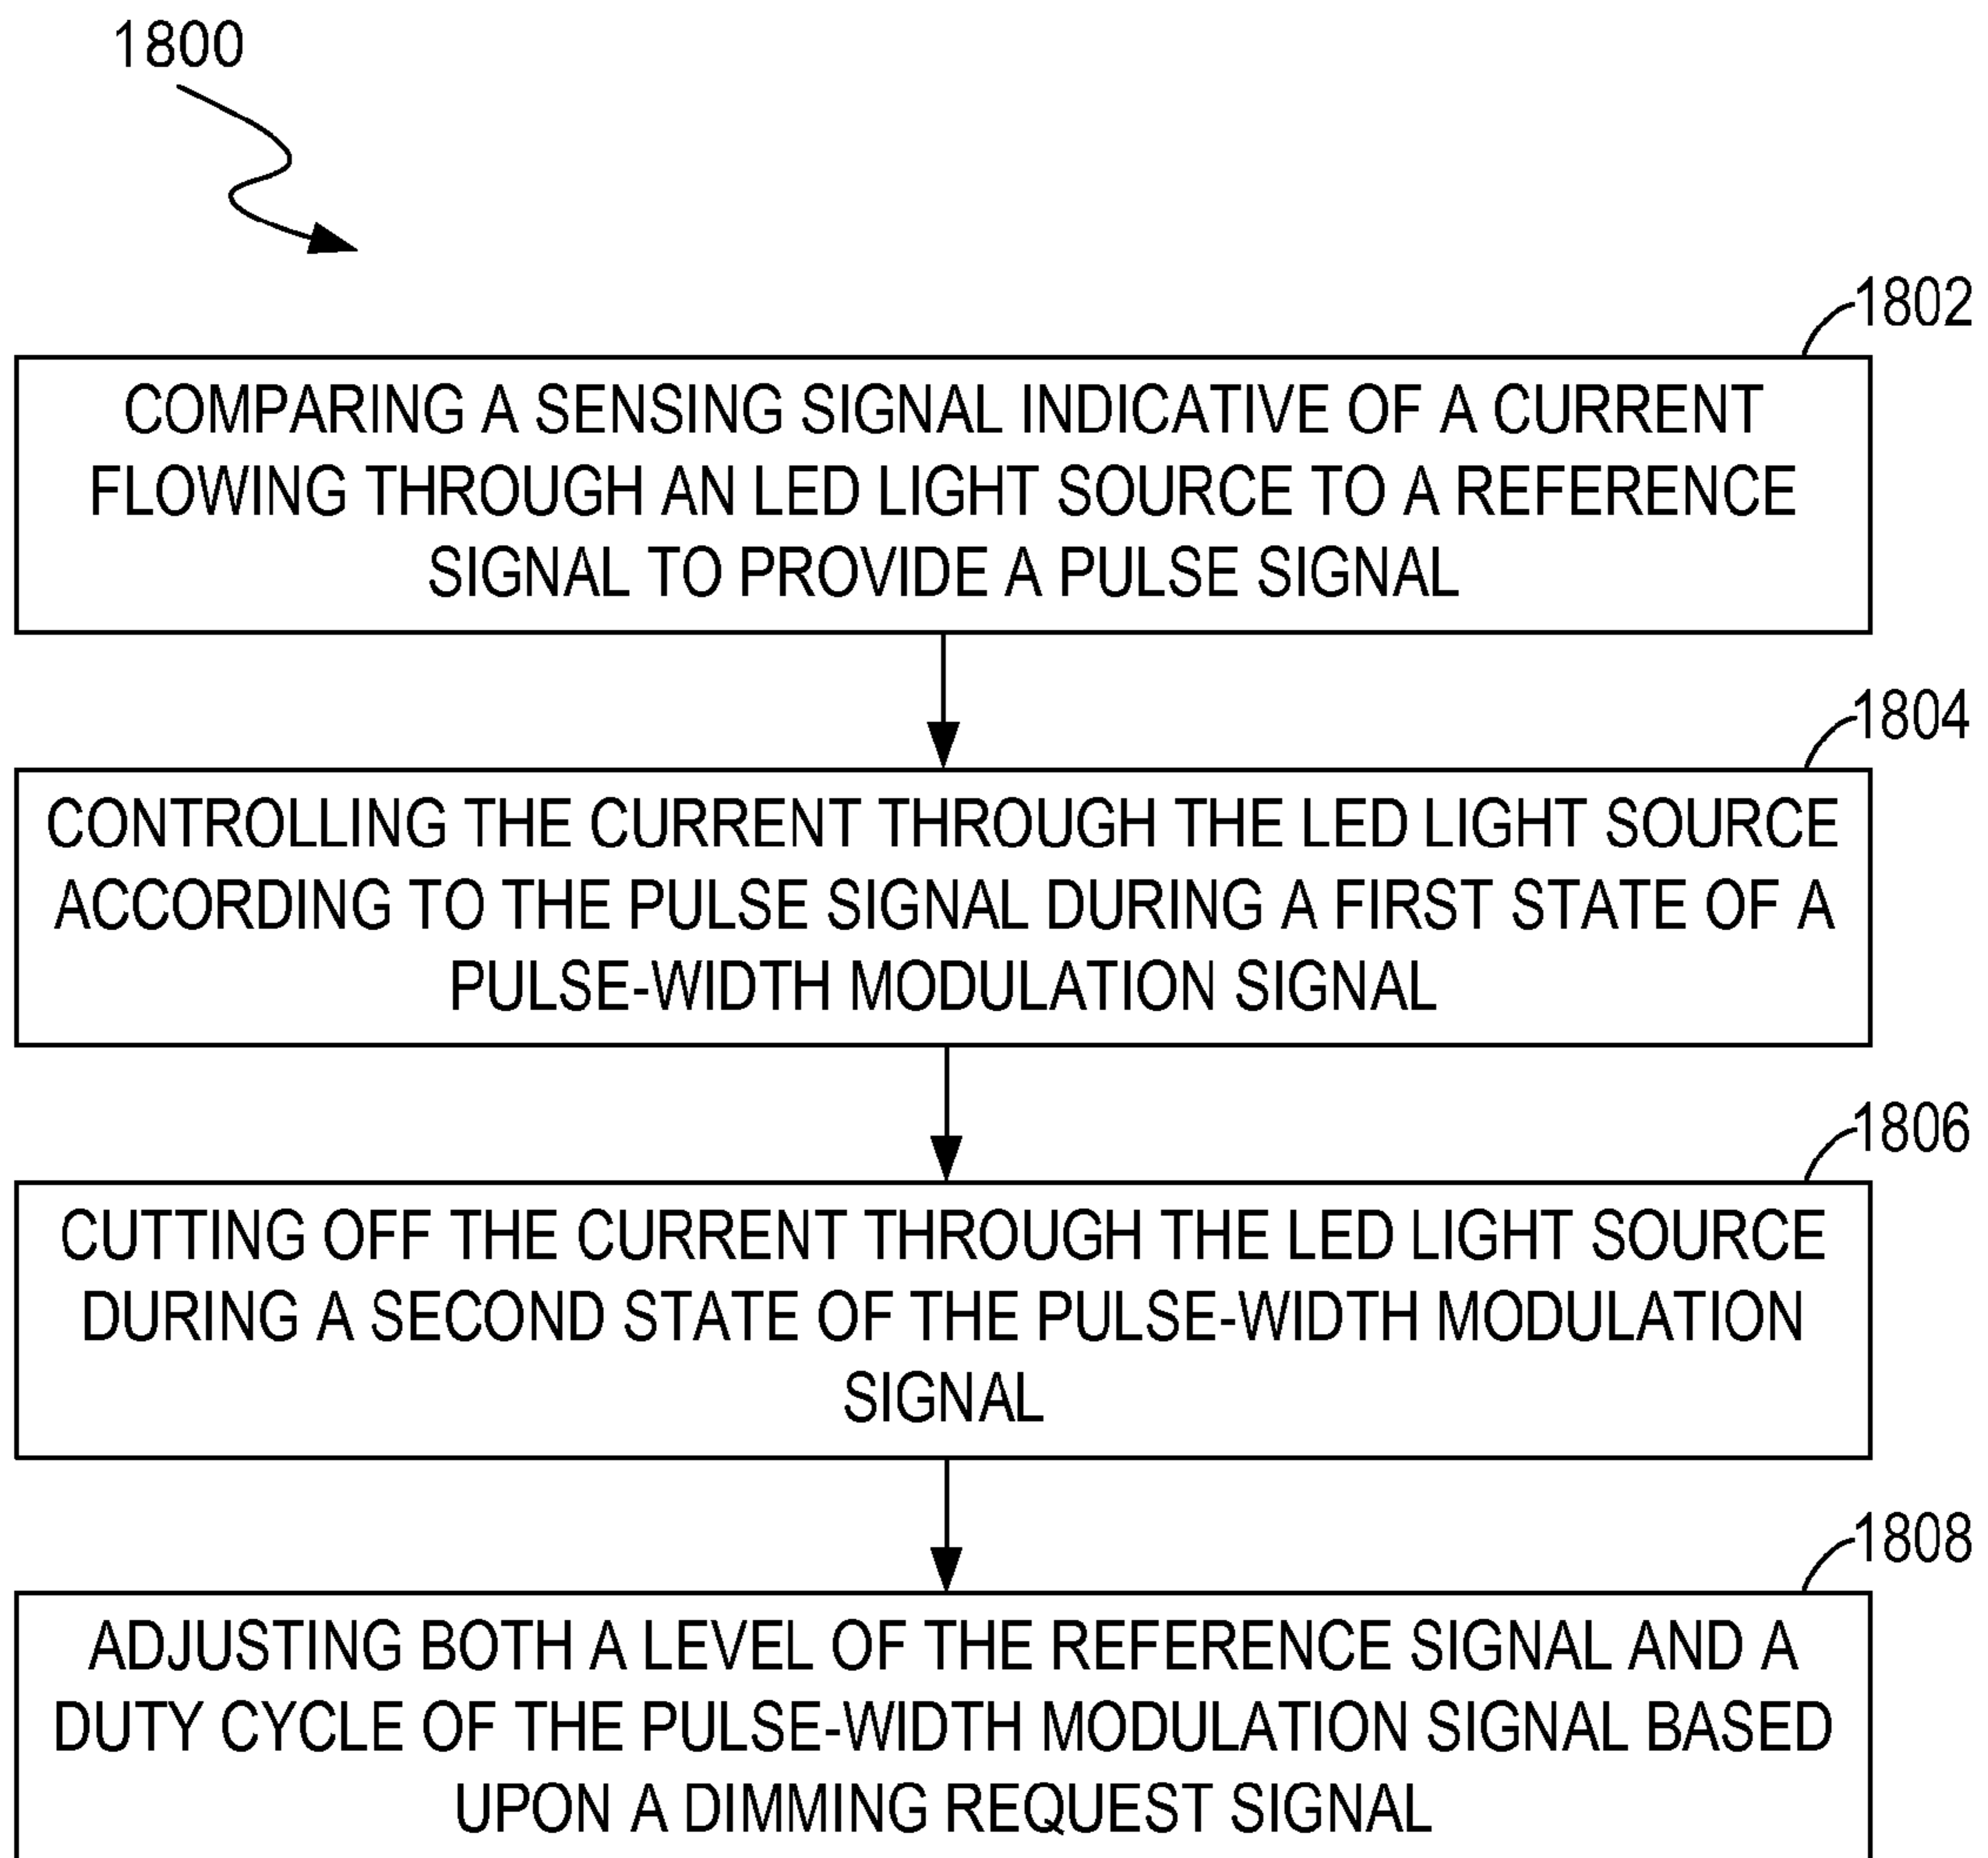 1800
1802
COMPARING A SENSING SIGNAL INDICATIVE OF A CURRENT
FLOWING THROUGH AN LED LIGHT SOURCE TO A REFERENCE
SIGNAL TO PROVIDE A PULSE SIGNAL
1804
CONTROLLING THE CURRENT THROUGH THE LED LIGHT SOURCE
ACCORDING TO THE PULSE SIGNAL DURING A FIRST STATE OF A
PULSE-WIDTH MODULATION SIGNAL
1806
CUTTING OFF THE CURRENT THROUGH THE LED LIGHT SOURCE
DURING A SECOND STATE OF THE PULSE-WIDTH MODULATION
SIGNAL
1808
ADJUSTING BOTH A LEVEL OF THE REFERENCE SIGNAL AND A
DUTY CYCLE OF THE PULSE-WIDTH MODULATION SIGNAL BASED
UPON A DIMMING REQUEST SIGNAL